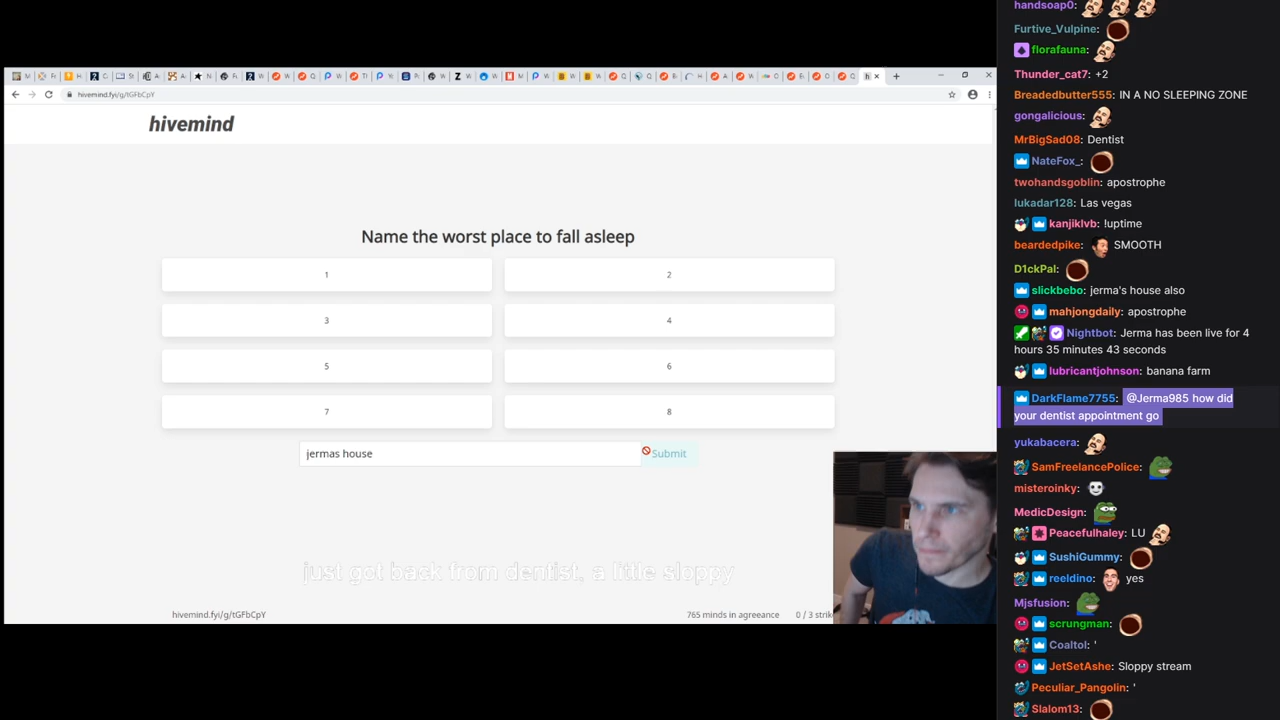 hivemind.fyi/g/tGFbCpY
hivemind
Name the worst place to fall asleep
1
2
3
4
5
6
7
8
jermas house
Submit
just got back from dentist, a little sloppy
hivemind.fyi/g/tGFbCpY
765 minds in agreeance
0 / 3 strik
handsoap0:
Furtive_Vulpine:
florafauna:
Thunder_cat7: +2
Breadedbutter555: IN A NO SLEEPING ZONE
gongalicious:
MrBigSad08: Dentist
NateFox_:
twohandsgoblin: apostrophe
lukadar128: Las vegas
kanjiklvb: !uptime
beardedpike: SMOOTH
D1ckPal:
slickbebo: jerma's house also
mahjongdaily: apostrophe
Nightbot: Jerma has been live for 4
hours 35 minutes 43 seconds
lubricantjohnson: banana farm
DarkFlame7755: @Jerma985 how did
your dentist appointment go
yukabacera:
SamFreelancePolice:
misteroinky:
MedicDesign:
Peacefulhaley: LU
SushiGummy:
reeldino: yes
Mjsfusion:
scrungman:
Coaltol: '
JetSetAshe: Sloppy stream
Peculiar_Pangolin: '
Slalom13: